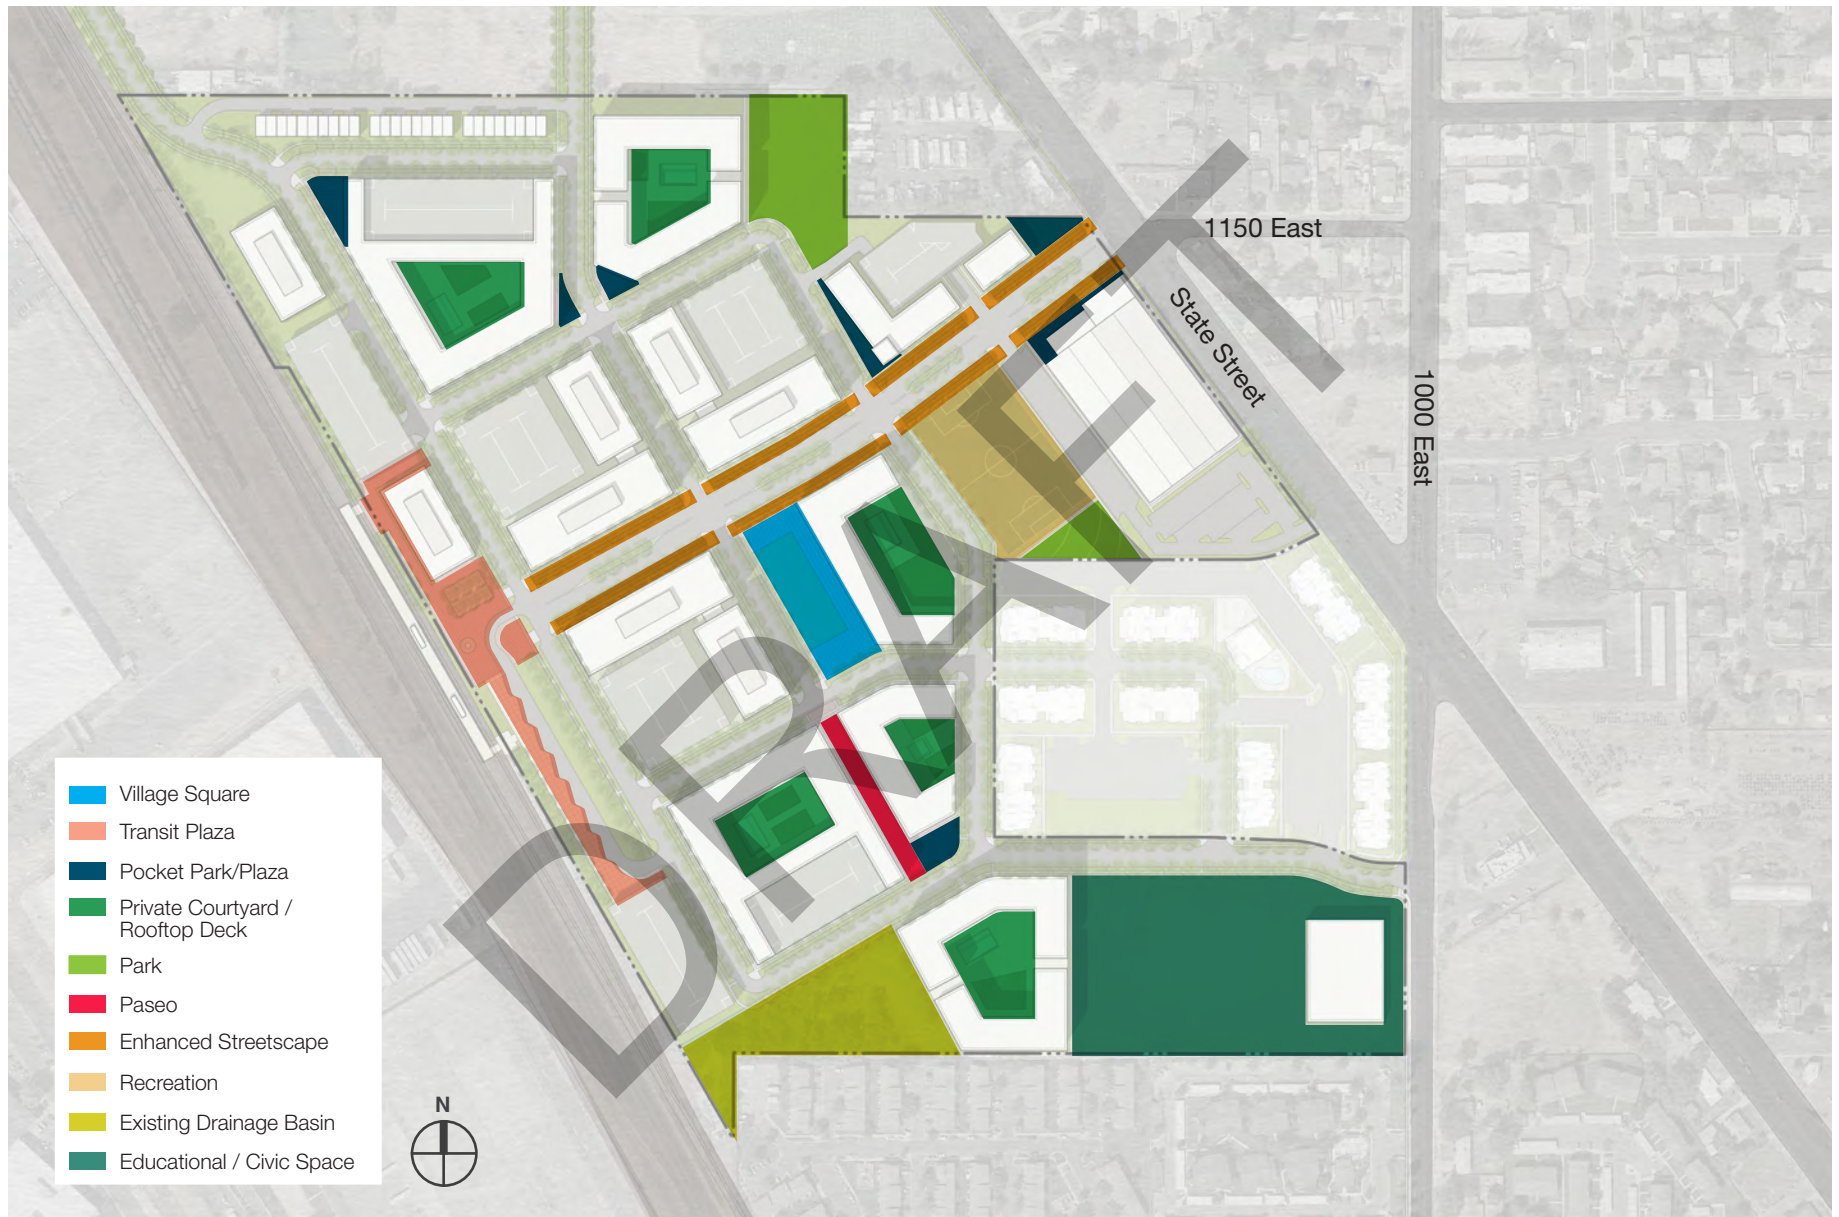 1150 East
State Street
1000 East
DRAFT
Village Square
Transit Plaza
Pocket Park/Plaza
Private Courtyard /
Rooftop Deck
Park
Paseo
Enhanced Streetscape
Recreation
Existing Drainage Basin
Educational / Civic Space
N